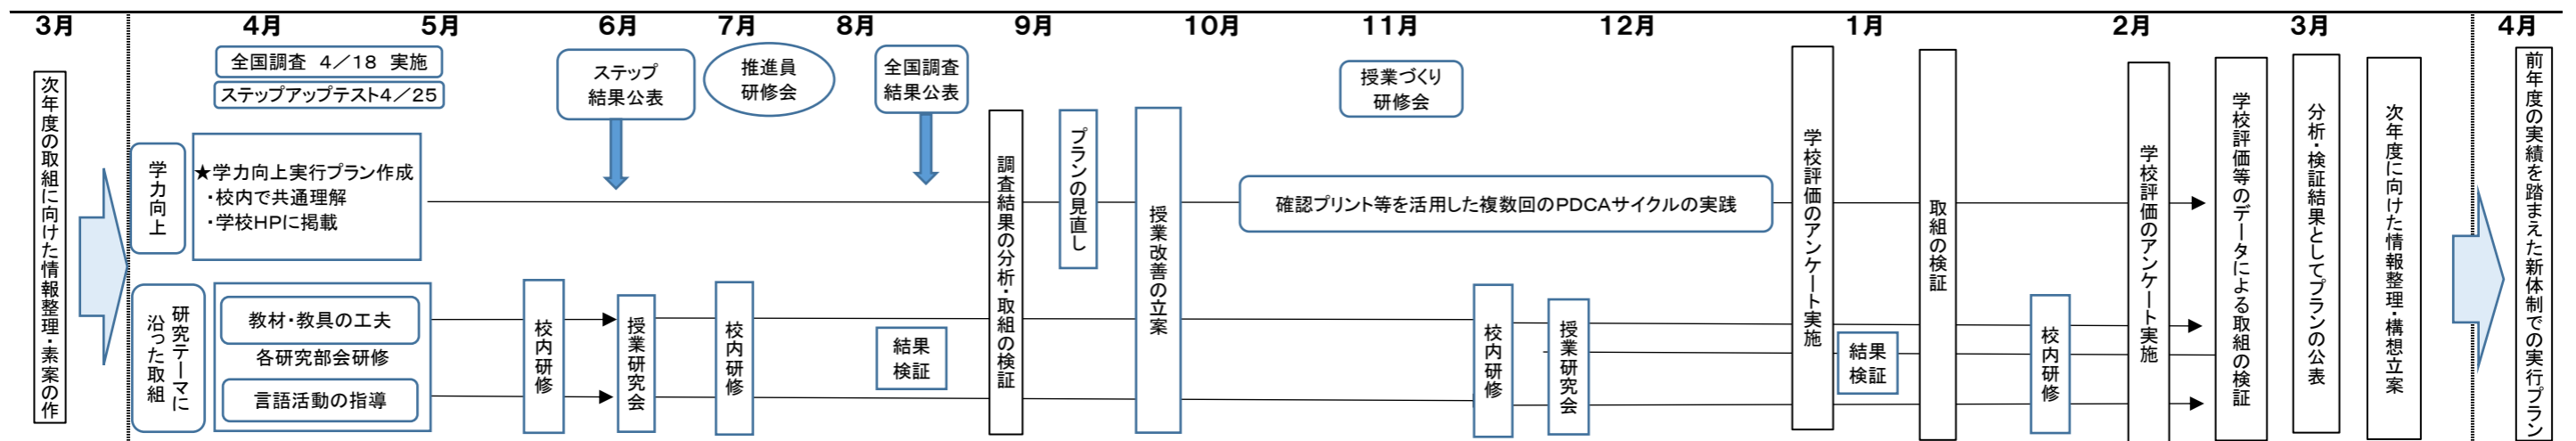 3月
4月
5月
6月
7月
8月
9月
10月
11月
12月
1月
2月
3月
4月
次年度の取組に向けた情報整理・素案の作
全国調査 4／18 実施
ステップアップテスト4／25
学力向上
★学力向上実行プラン作成
・校内で共通理解
・学校HPに掲載
研究テーマに
沿った取組
教材・教具の工夫
各研究部会研修
言語活動の指導
校内研修
ステップ
結果公表
授業研究会
推進員
研修会
校内研修
全国調査
結果公表
結果
検証
調査結果の分析・取組の検証
プランの見直し
授業改善の立案
授業づくり
研修会
確認プリント等を活用した複数回のPDCAサイクルの実践
校内研修
授業研究会
学校評価のアンケート実施
結果
検証
取組の検証
校内研修
学校評価のアンケート実施
学校評価等のデータによる取組の検証
分析・検証結果としてプランの公表
次年度に向けた情報整理・構想立案
前年度の実績を踏まえた新体制での実行プラン